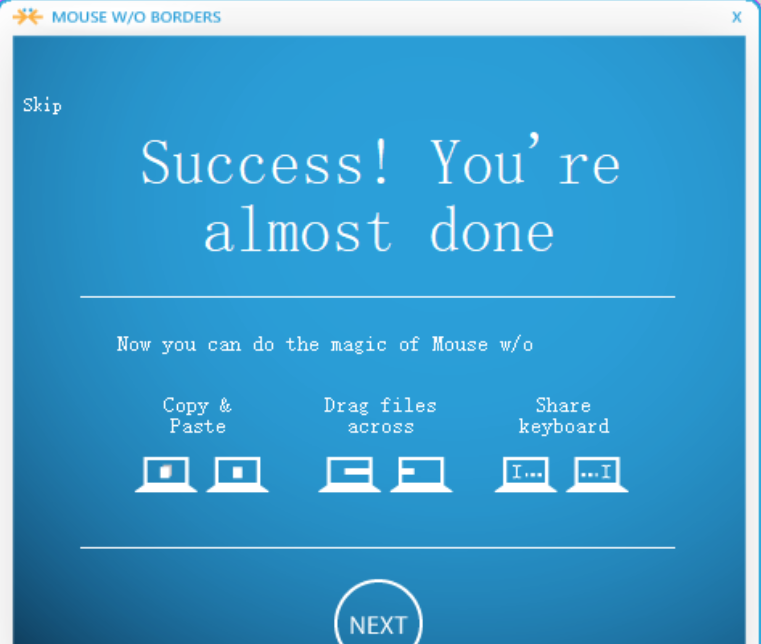 MOUSE W/O BORDERS
X
Skip
Success! You're
almost done
Now you can do the magic of Mouse w/o
Copy &
Paste
Drag files
across
Share
keyboard
I...
...I
NEXT